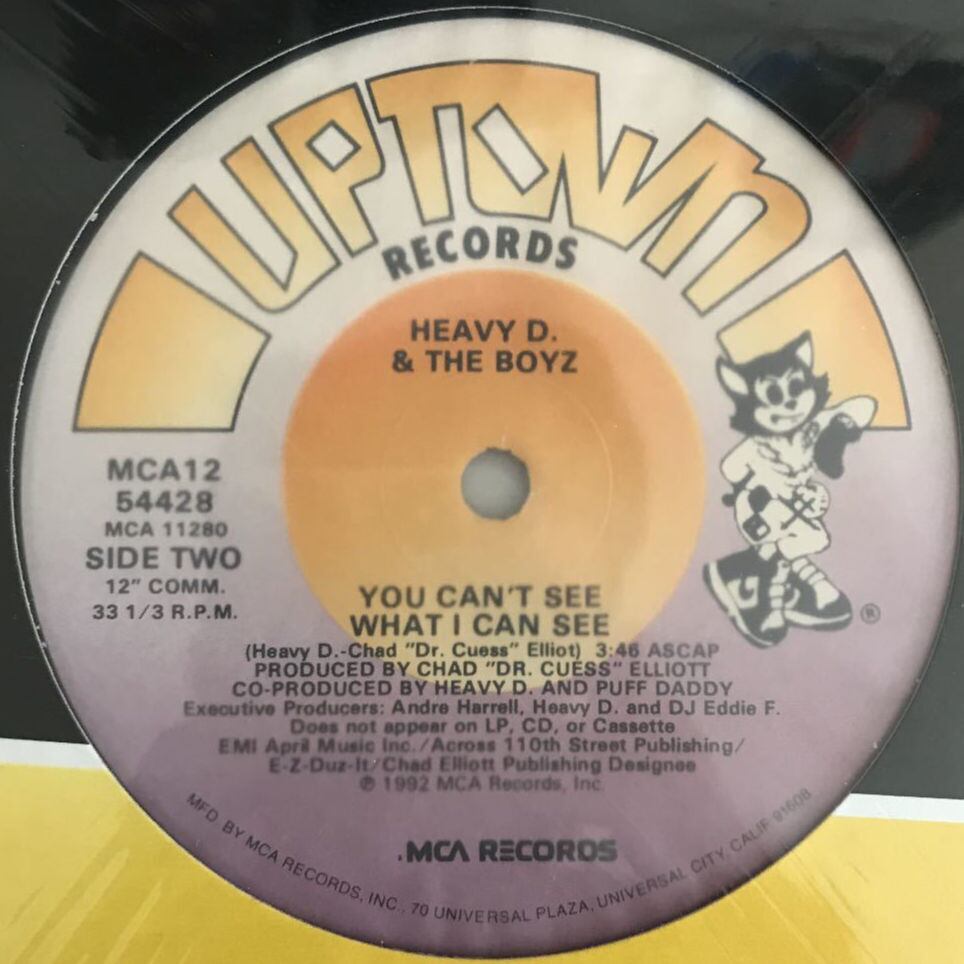 UPTOWN
RECORDS
HEAVY D.
& THE BOYZ
MCA12
54428
MCA 11280
SIDE TWO
12" COMM.
33 1/3 R.P.M.
®
YOU CAN'T SEE
WHAT I CAN SEE
(Heavy D.-Chad "Dr. Cuess" Elliot) 3:46 ASCAP
PRODUCED BY CHAD "DR. CUESS" ELLIOTT
CO-PRODUCED BY HEAVY D. AND PUFF DADDY
Executive Producers: Andre Harrell, Heavy D. and DJ Eddie F.
Does not appear on LP, CD, or Cassette
EMI April Music Inc./Across 110th Street Publishing/
E-Z-Duz-It/Chad Elliott Publishing Designee
℗ 1992 MCA Records, Inc.
MCA RECORDS
MFD. BY MCA RECORDS, INC., 70 UNIVERSAL PLAZA, UNIVERSAL CITY, CALIF. 91608